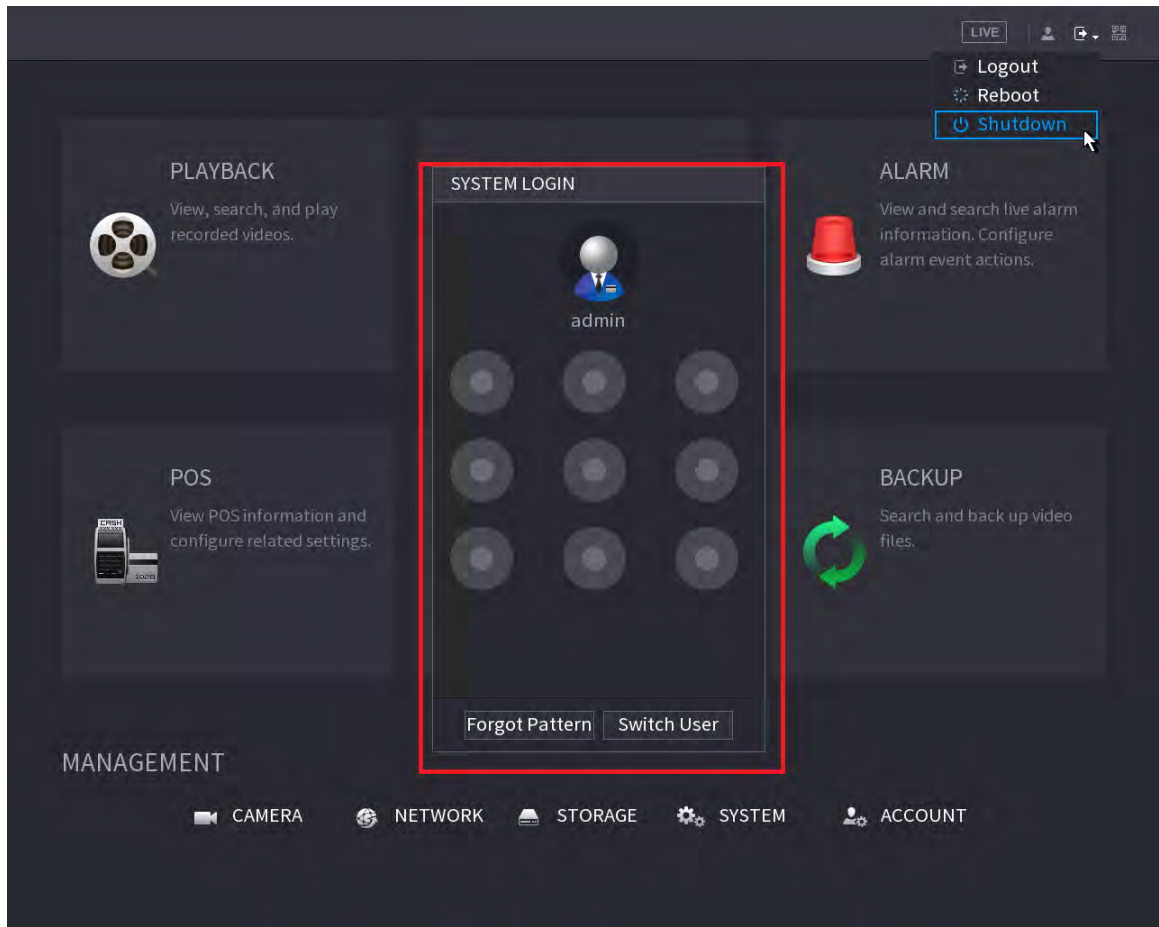 LIVE
Logout
Reboot
Shutdown
PLAYBACK
View, search, and play
recorded videos.
SYSTEM LOGIN
admin
ALARM
View and search live alarm
information. Configure
alarm event actions.
POS
View POS information and
configure related settings.
CASH
BACKUP
Search and back up video
files.
Forgot Pattern
Switch User
MANAGEMENT
CAMERA
NETWORK
STORAGE
SYSTEM
ACCOUNT